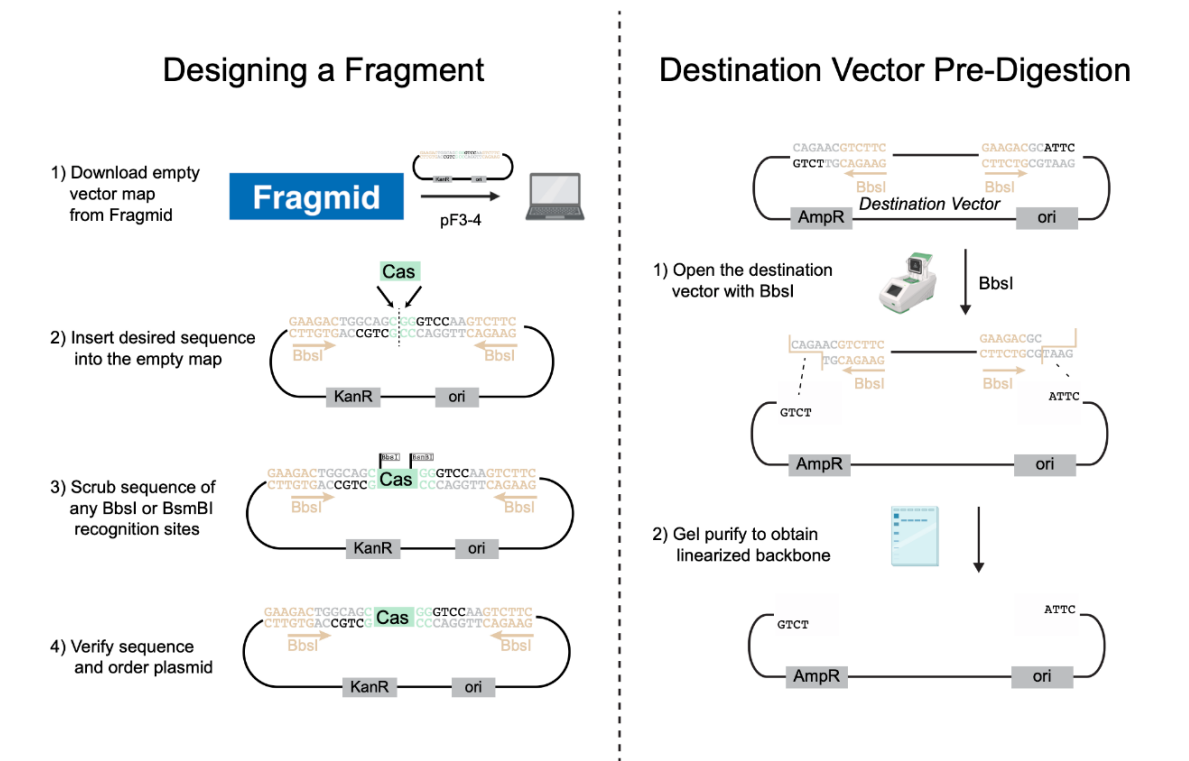 Designing a Fragment
1) Download empty
vector map
from Fragmid
Fragmid
KanR ori
pF3-4
Cas
2) Insert desired sequence
into the empty map
GAAGACTGGCAGCGGGTCCAAGTCTTC
CTTGTGACCGTCGCCCAGGTTCAGAAG
BbsI BbsI
KanR ori
3) Scrub sequence of
any BbsI or BsmBI
recognition sites
BbsI BsmBI
GAAGACTGGCAGC Cas GGGTCCAAGTCTTC
CTTGTGACCGTCG CCCAGGTTCAGAAG
BbsI BbsI
KanR ori
4) Verify sequence
and order plasmid
GAAGACTGGCAGC Cas GGGTCCAAGTCTTC
CTTGTGACCGTCG CCCAGGTTCAGAAG
BbsI BbsI
KanR ori
Destination Vector Pre-Digestion
CAGAACGTCTTC GAAGACGCATTC
GTCTTGCAGAAG CTTCTGCGTAAG
BbsI BbsI
Destination Vector
AmpR ori
1) Open the destination
vector with BbsI
BbsI
CAGAACGTCTTC GAAGACGC
TGCAGAAG CTTCTGCGTAAG
BbsI BbsI
GTCT ATTC
AmpR ori
2) Gel purify to obtain
linearized backbone
GTCT ATTC
AmpR ori